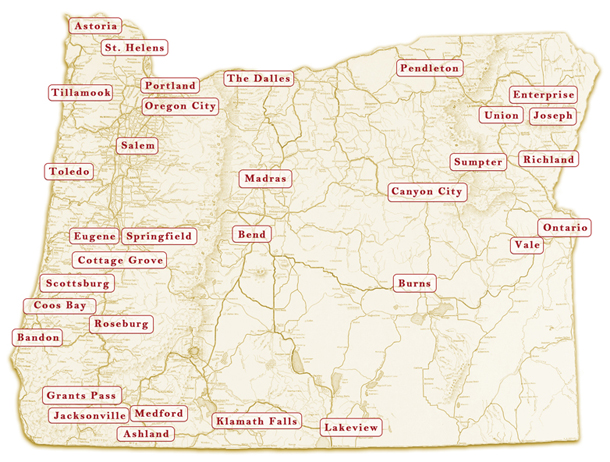 Astoria
St. Helens
Pendleton
The Dalles
Portland
Tillamook
Enterprise
Oregon City
Union
Joseph
Salem
Sumpter
Richland
Toledo
Madras
Canyon City
Ontario
Eugene
Springfield
Bend
Vale
Cottage Grove
Scottsburg
Burns
Coos Bay
Roseburg
Bandon
Grants Pass
Jacksonville
Medford
Klamath Falls
Lakeview
Ashland